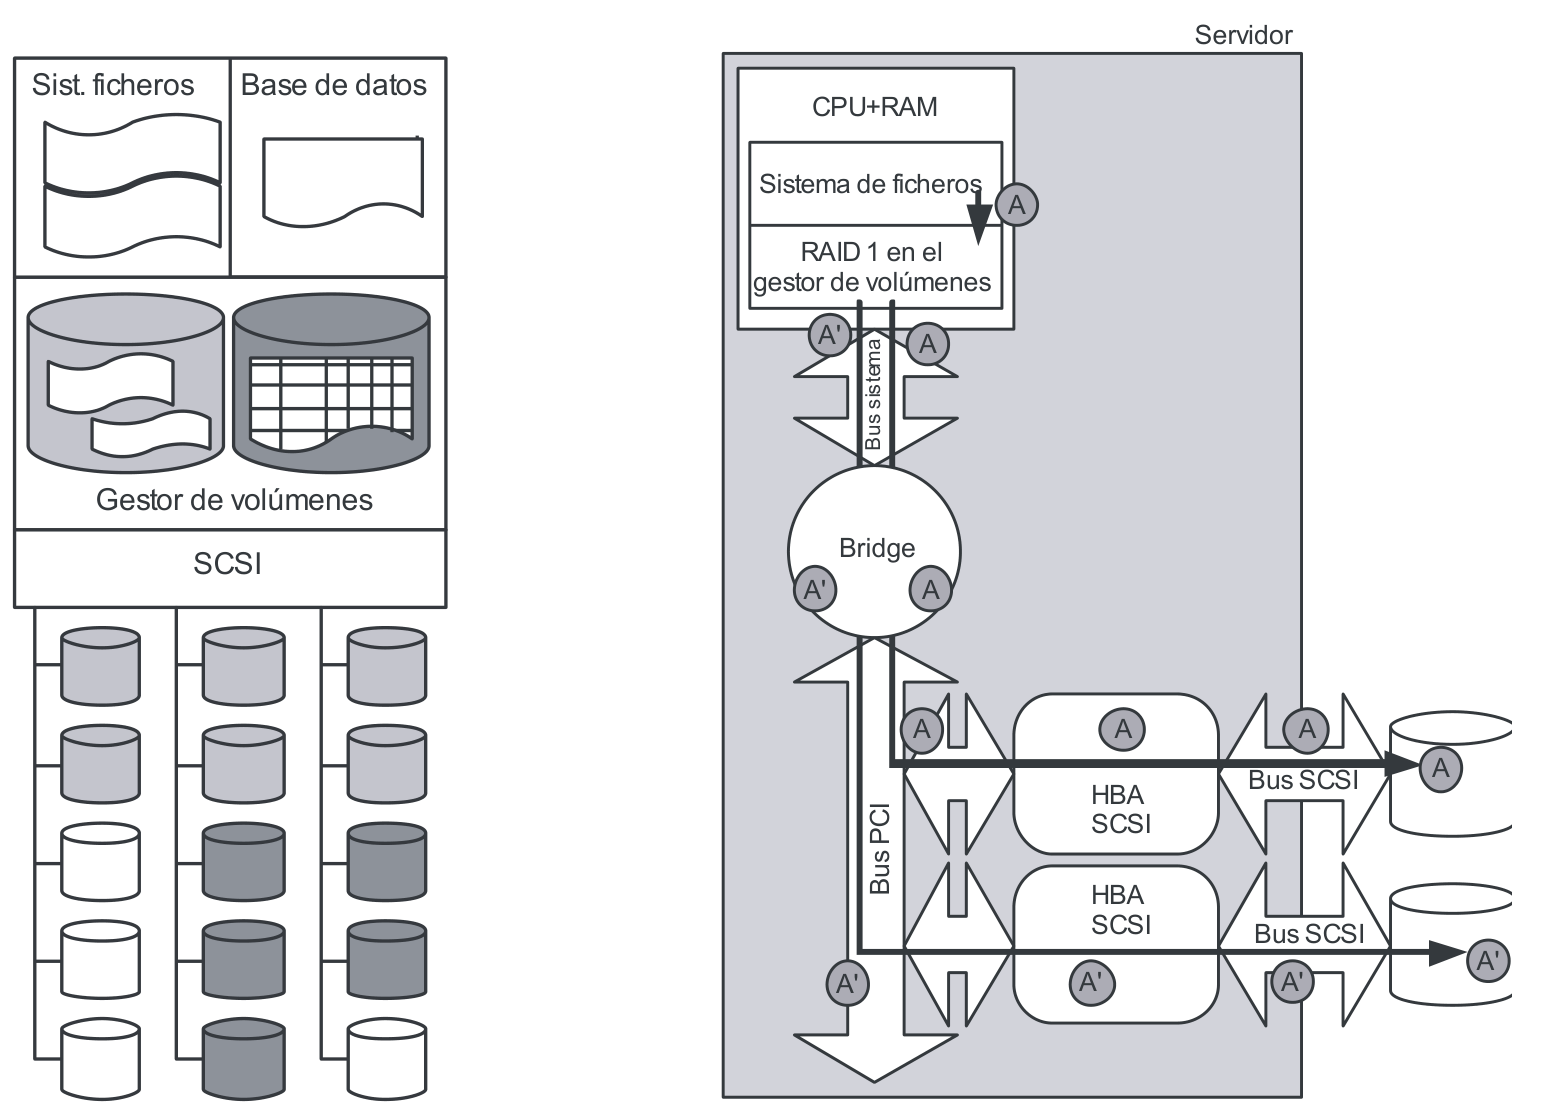 Sist. ficheros
Base de datos
Gestor de volúmenes
SCSI
Servidor
CPU+RAM
Sistema de ficheros
A
RAID 1 en el
gestor de volúmenes
A'
A
Bus sistema
Bridge
A'
A
A
A
A
HBA
SCSI
Bus SCSI
A
Bus PCI
HBA
SCSI
Bus SCSI
A'
A'
A'
A'